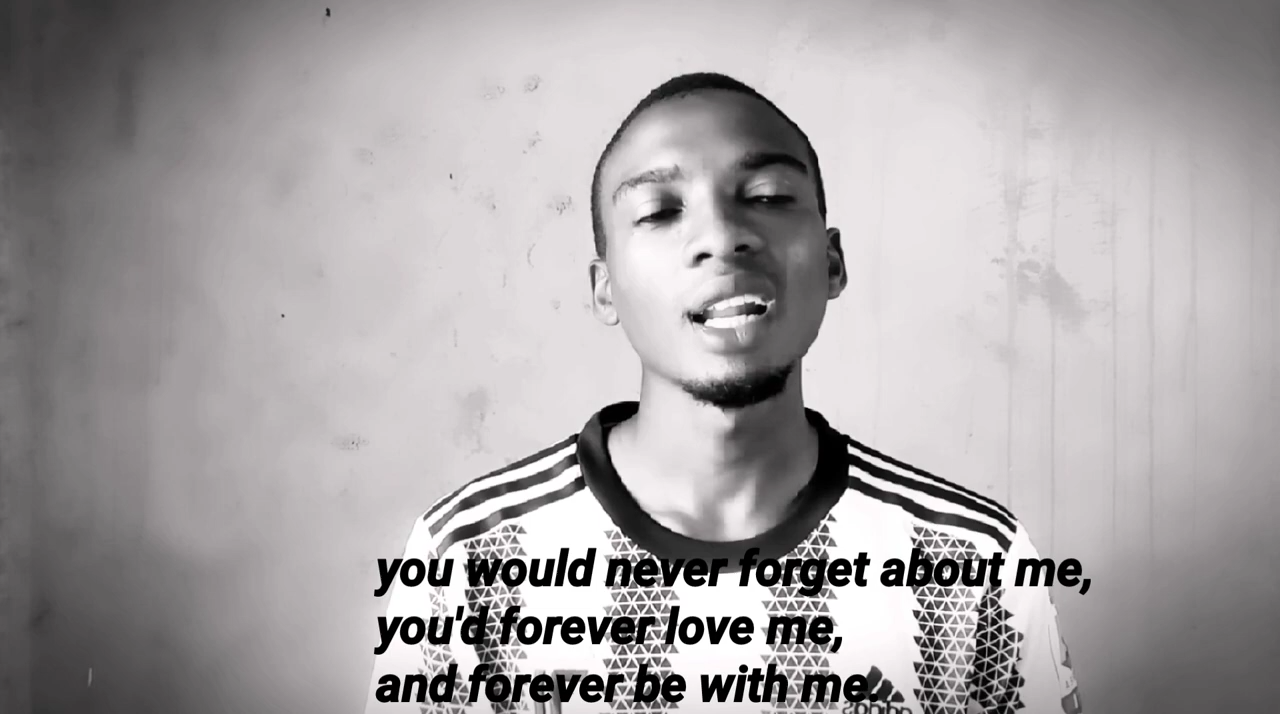 you would never forget about me,
you'd forever love me,
and forever be with me.